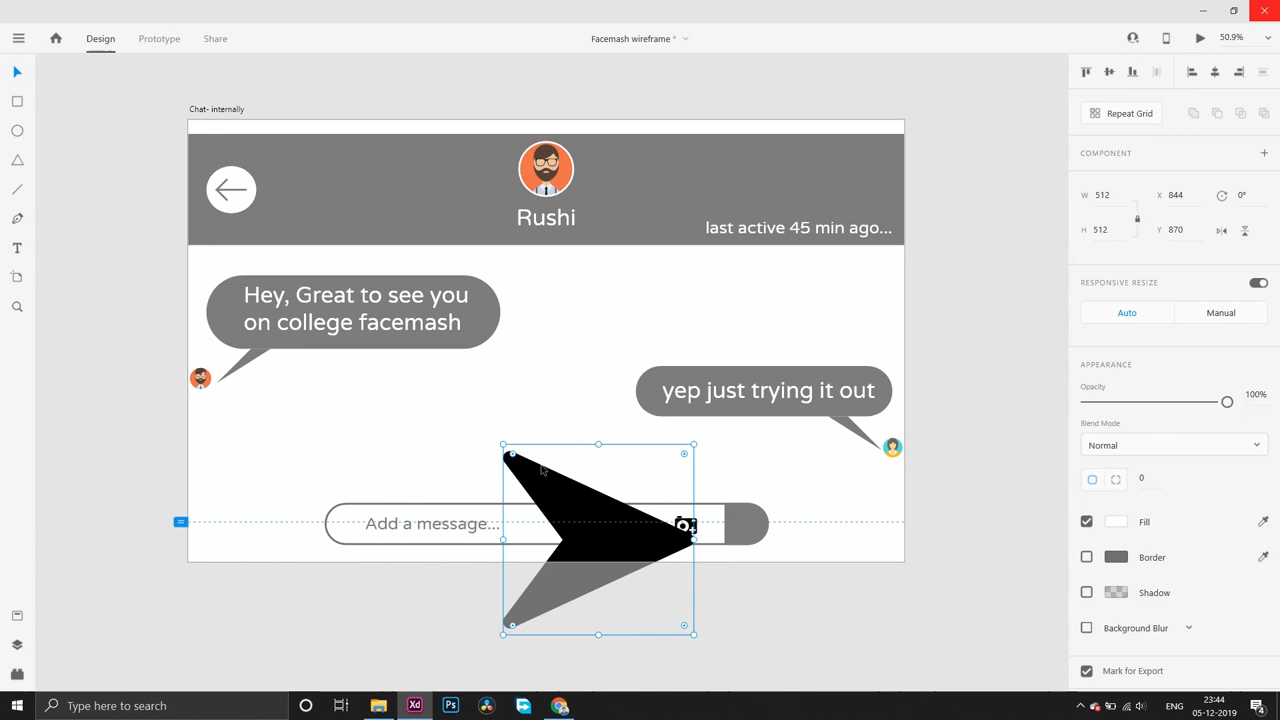 Design
Prototype
Share
Facemash wireframe *
50.9%
Chat- internally
Rushi
last active 45 min ago...
Hey, Great to see you
on college facemash
yep just trying it out
Add a message...
Repeat Grid
COMPONENT
W 512 X 844 0°
H 512 Y 870
RESPONSIVE RESIZE
Auto Manual
APPEARANCE
Opacity
100%
Blend Mode
Normal
0
Fill
Border
Shadow
Background Blur
Mark for Export
Type here to search
Xd
Ps
ENG
23:44
05-12-2019
4